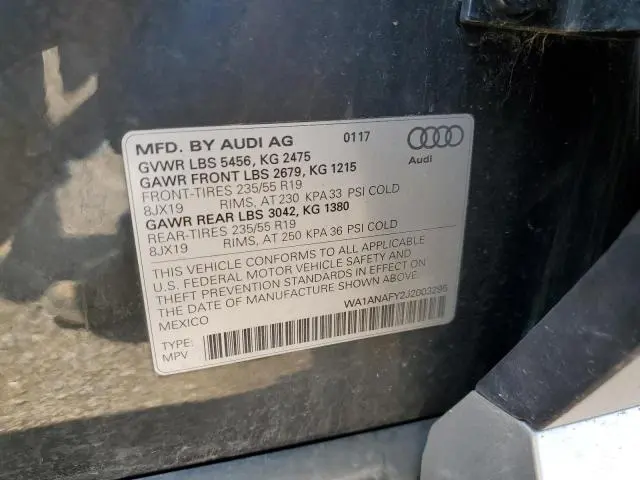 MFD. BY AUDI AG 0117
GVWR LBS 5456, KG 2475
GAWR FRONT LBS 2679, KG 1215
FRONT-TIRES 235/55 R19
8JX19 RIMS, AT 230 KPA 33 PSI COLD
GAWR REAR LBS 3042, KG 1380
REAR-TIRES 235/55 R19
8JX19 RIMS, AT 250 KPA 36 PSI COLD
Audi
THIS VEHICLE CONFORMS TO ALL APPLICABLE
U.S. FEDERAL MOTOR VEHICLE SAFETY AND
THEFT PREVENTION STANDARDS IN EFFECT ON
THE DATE OF MANUFACTURE SHOWN ABOVE
MEXICO WA1ANAFY2J2003295
TYPE:
MPV